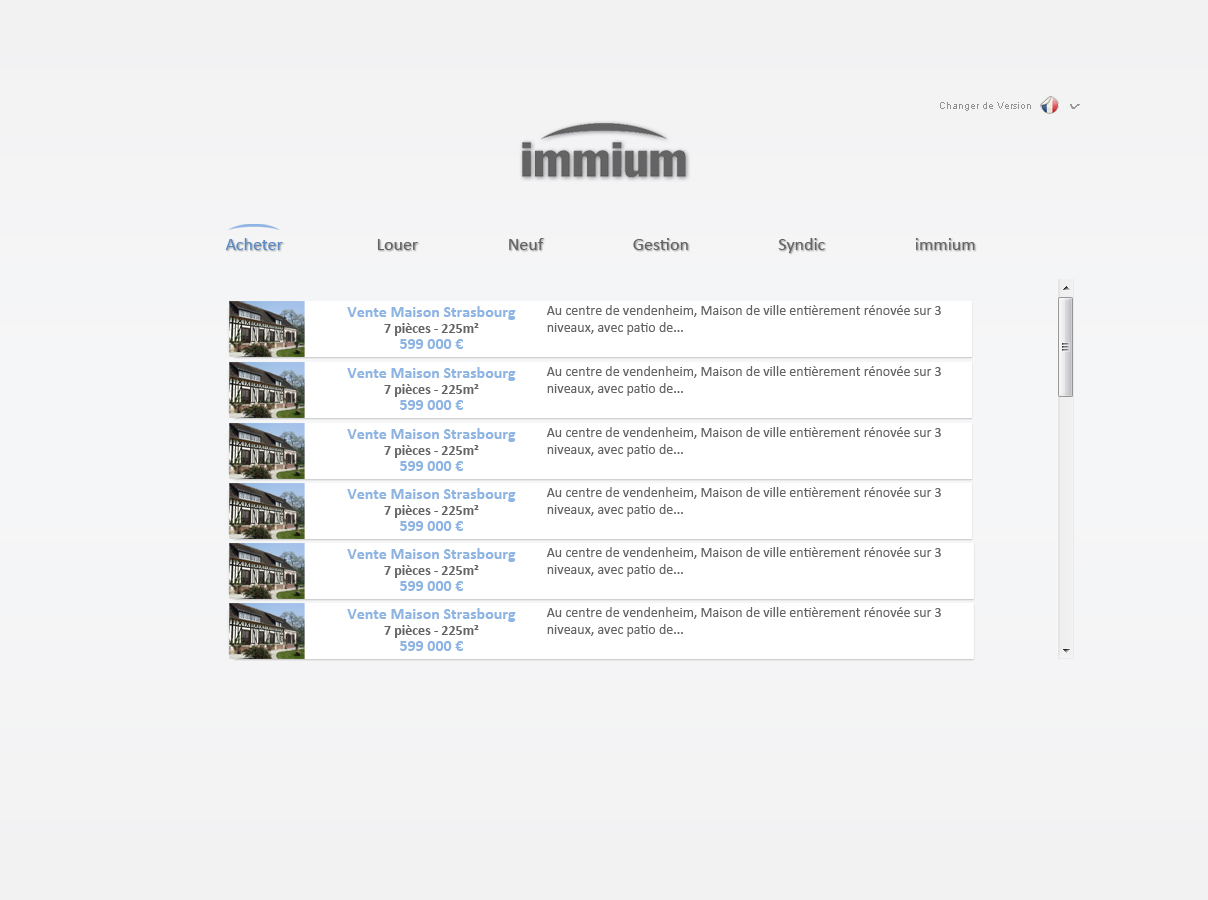 Changer de Version
immium
Acheter Louer Neuf Gestion Syndic immium
Vente Maison Strasbourg
7 pièces - 225m²
599 000 €
Au centre de vendenheim, Maison de ville entièrement rénovée sur 3
niveaux, avec patio de...
Vente Maison Strasbourg
7 pièces - 225m²
599 000 €
Au centre de vendenheim, Maison de ville entièrement rénovée sur 3
niveaux, avec patio de...
Vente Maison Strasbourg
7 pièces - 225m²
599 000 €
Au centre de vendenheim, Maison de ville entièrement rénovée sur 3
niveaux, avec patio de...
Vente Maison Strasbourg
7 pièces - 225m²
599 000 €
Au centre de vendenheim, Maison de ville entièrement rénovée sur 3
niveaux, avec patio de...
Vente Maison Strasbourg
7 pièces - 225m²
599 000 €
Au centre de vendenheim, Maison de ville entièrement rénovée sur 3
niveaux, avec patio de...
Vente Maison Strasbourg
7 pièces - 225m²
599 000 €
Au centre de vendenheim, Maison de ville entièrement rénovée sur 3
niveaux, avec patio de...